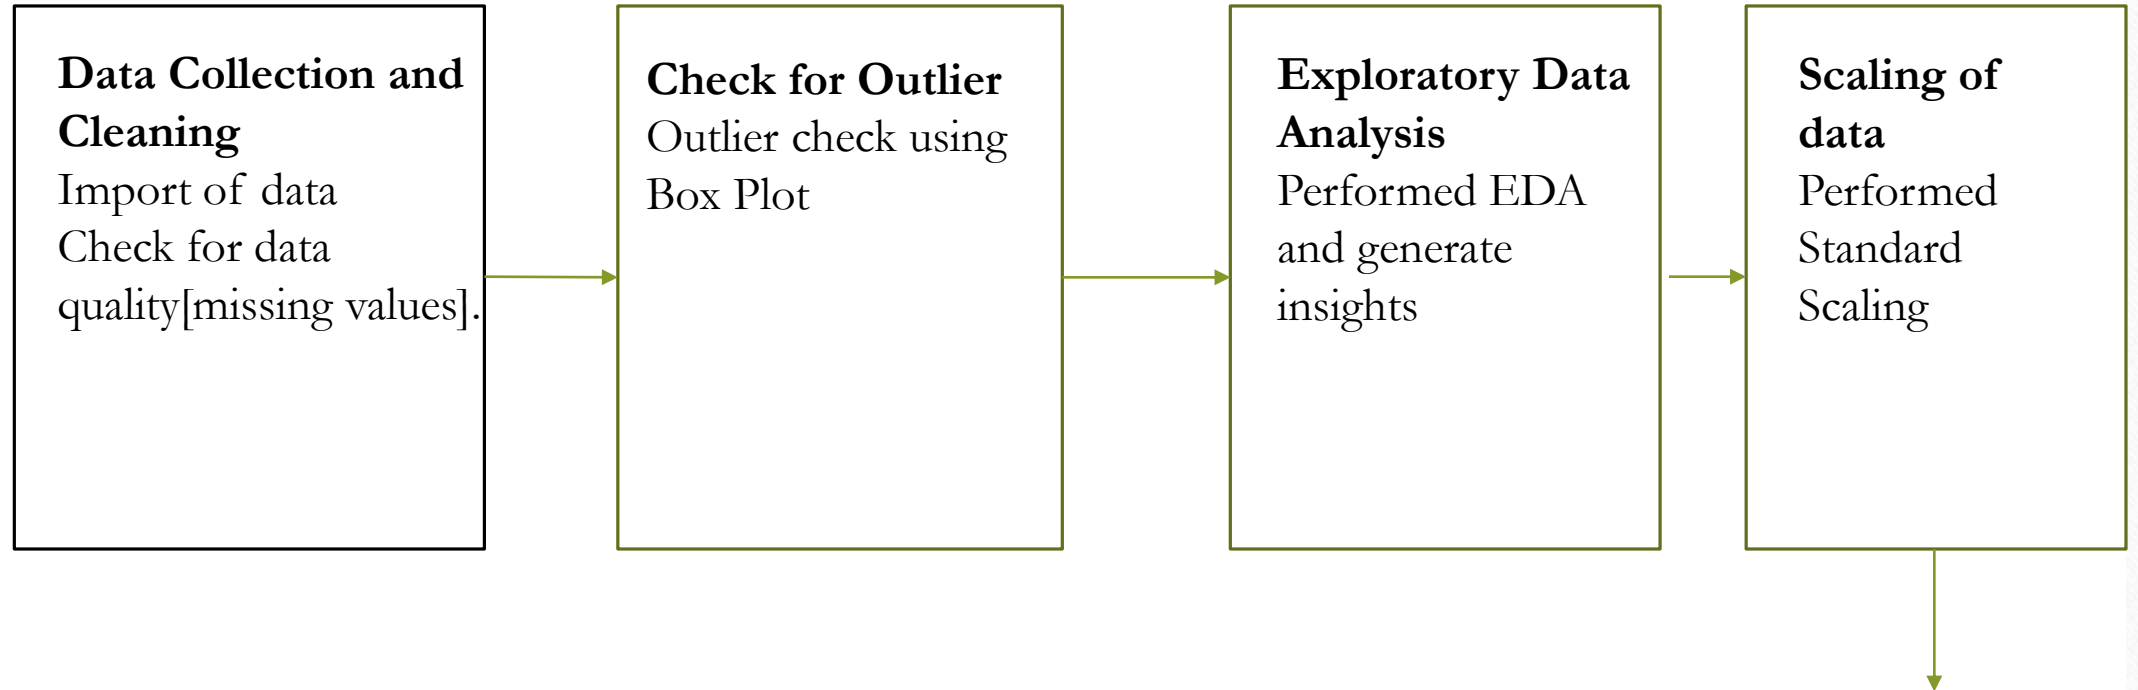 Data Collection and
Cleaning
Import of data
Check for data
quality[missing values].
Check for Outlier
Outlier check using
Box Plot
Exploratory Data
Analysis
Performed EDA
and generate
insights
Scaling of
data
Performed
Standard
Scaling